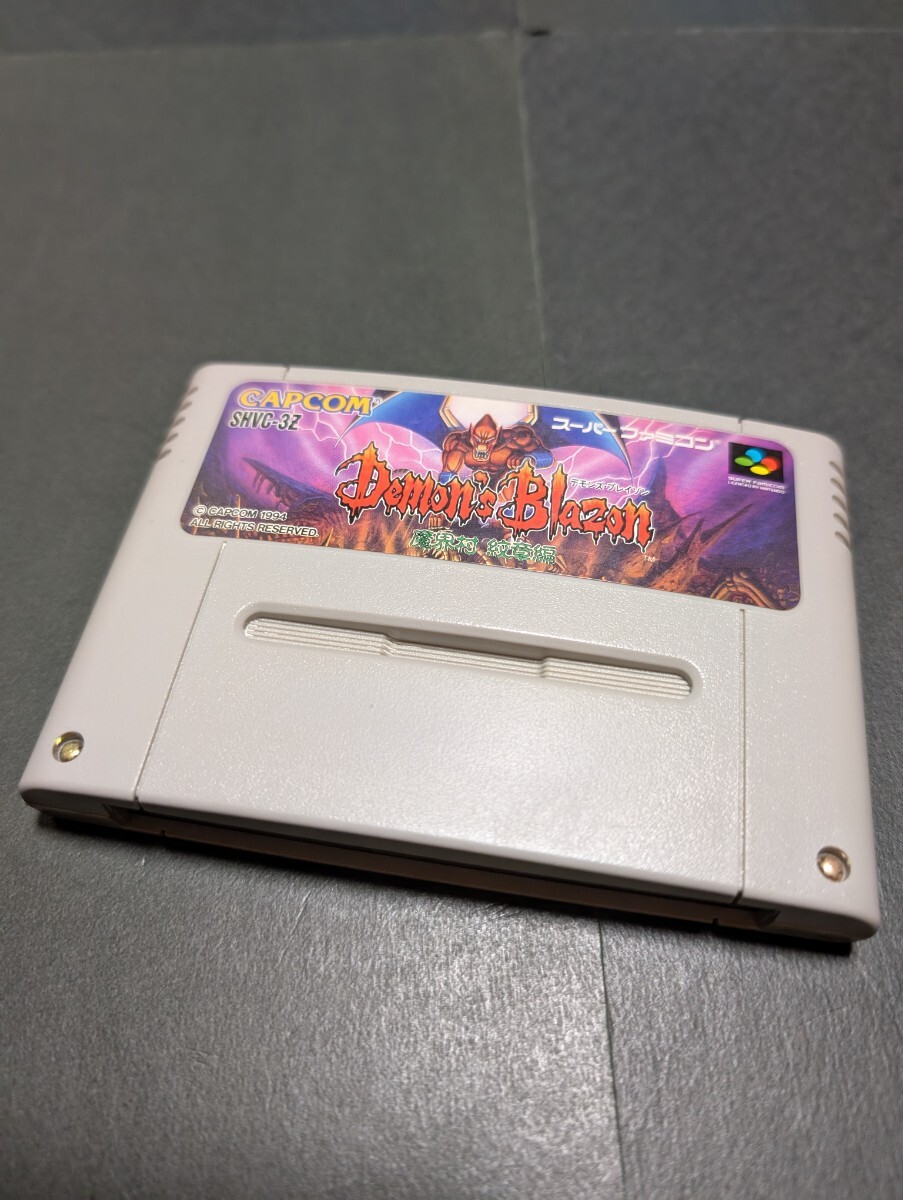 CAPCOM®
SHVC-3Z
スーパーファミコン®
SUPER FAMICOM
LICENSED BY NINTENDO
デモンズ・ブレイゾン
Demon's Blazon
TM
魔界村 紋章編
© CAPCOM 1994
ALL RIGHTS RESERVED.